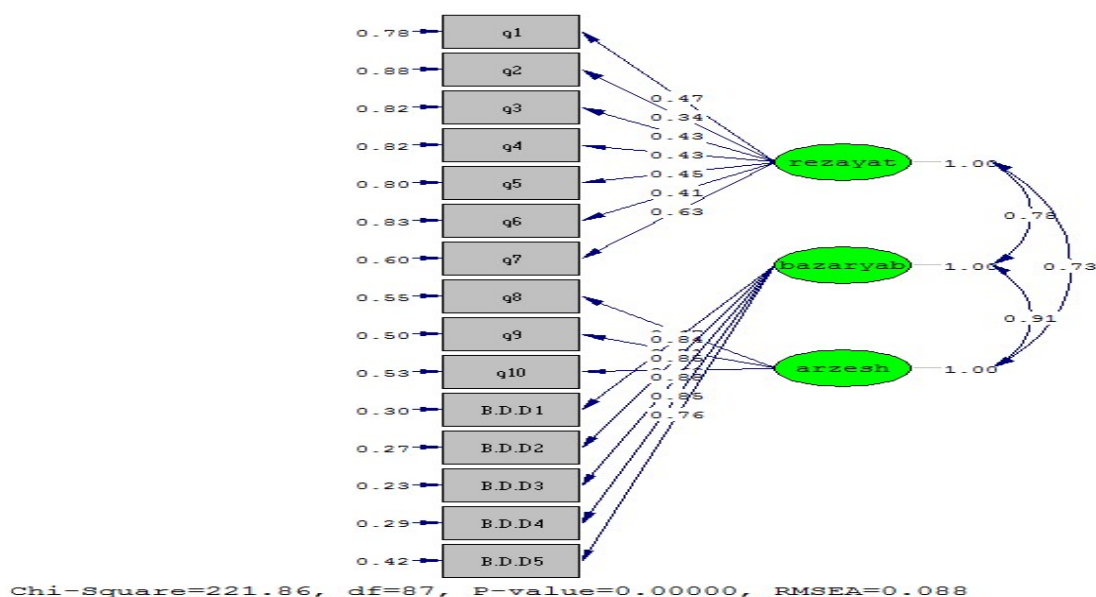 0.78 q1
0.88 q2
0.82 q3
0.82 q4
0.80 q5
0.83 q6
0.60 q7
0.55 q8
0.50 q9
0.53 q10
0.30 B.D.D1
0.27 B.D.D2
0.23 B.D.D3
0.29 B.D.D4
0.42 B.D.D5
0.47
0.34
0.43
0.43
0.45
0.41
0.63
0.84
0.85
0.76
rezayat 1.00
bazaryab 1.00
arzesh 1.00
0.78
0.73
0.91
Chi-Square=221.86, df=87, P-value=0.00000, RMSEA=0.088